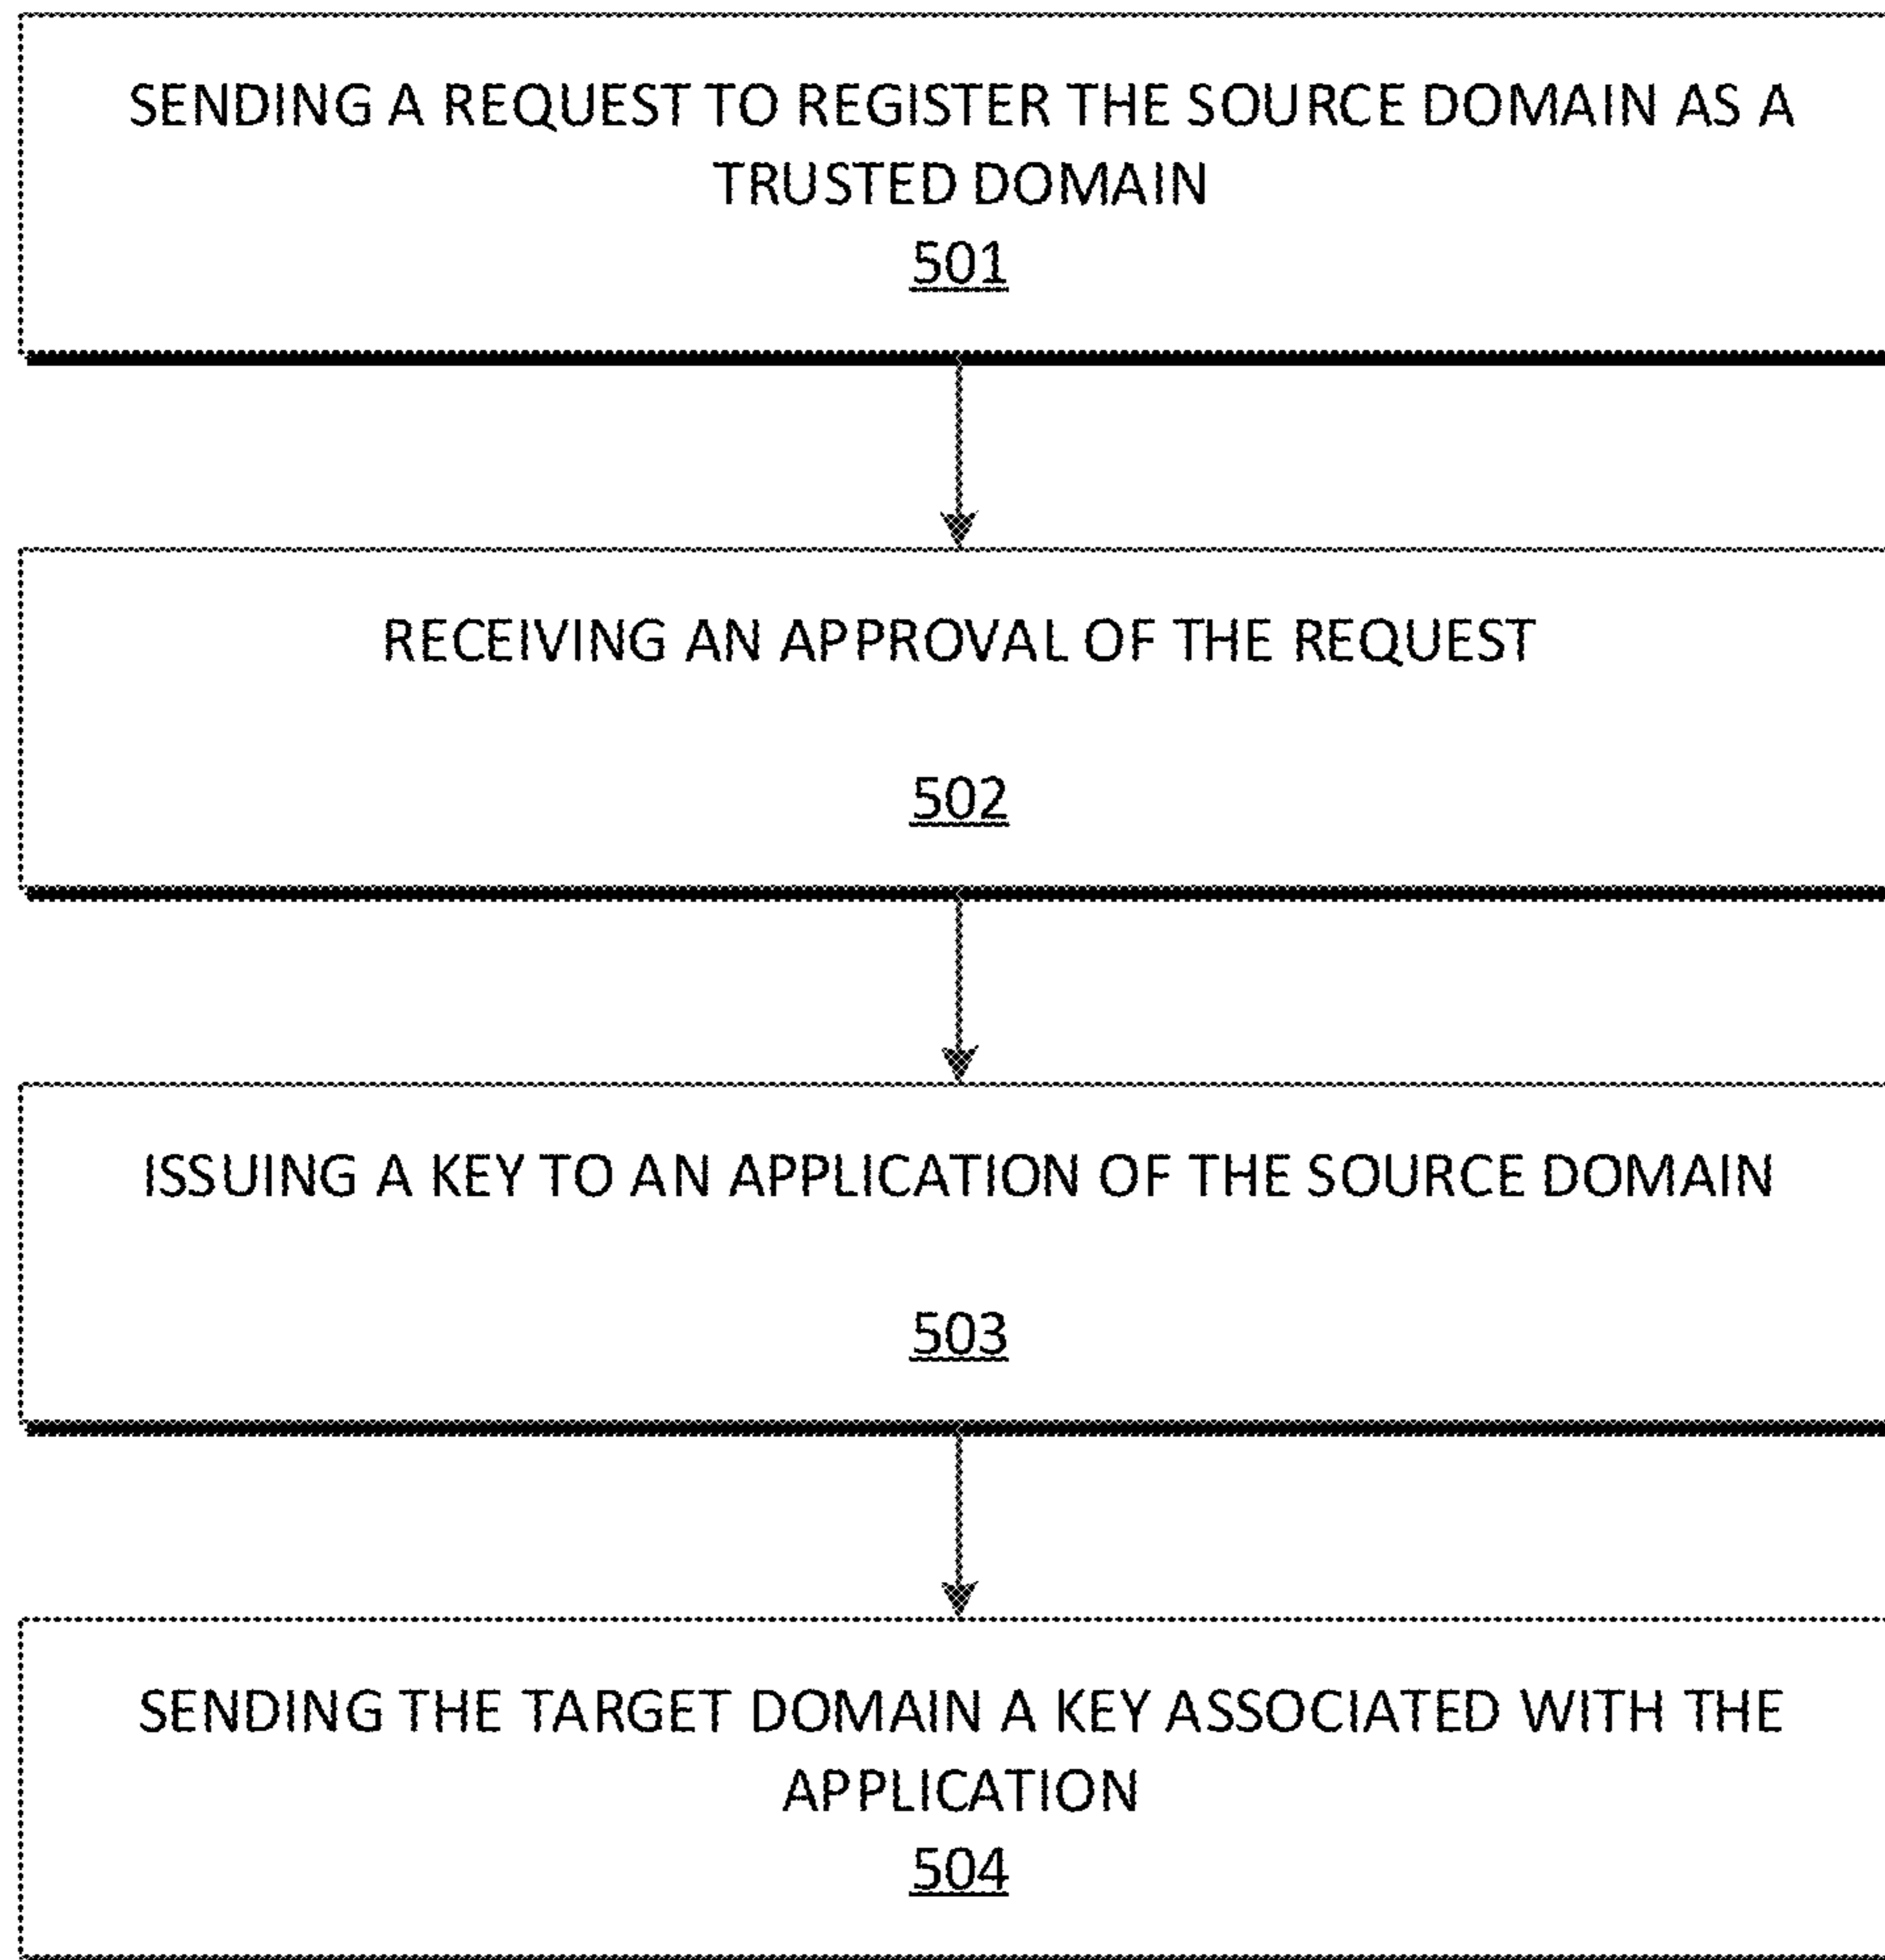 SENDING A REQUEST TO REGISTER THE SOURCE DOMAIN AS A
TRUSTED DOMAIN
501
RECEIVING AN APPROVAL OF THE REQUEST
502
ISSUING A KEY TO AN APPLICATION OF THE SOURCE DOMAIN
503
SENDING THE TARGET DOMAIN A KEY ASSOCIATED WITH THE
APPLICATION
504